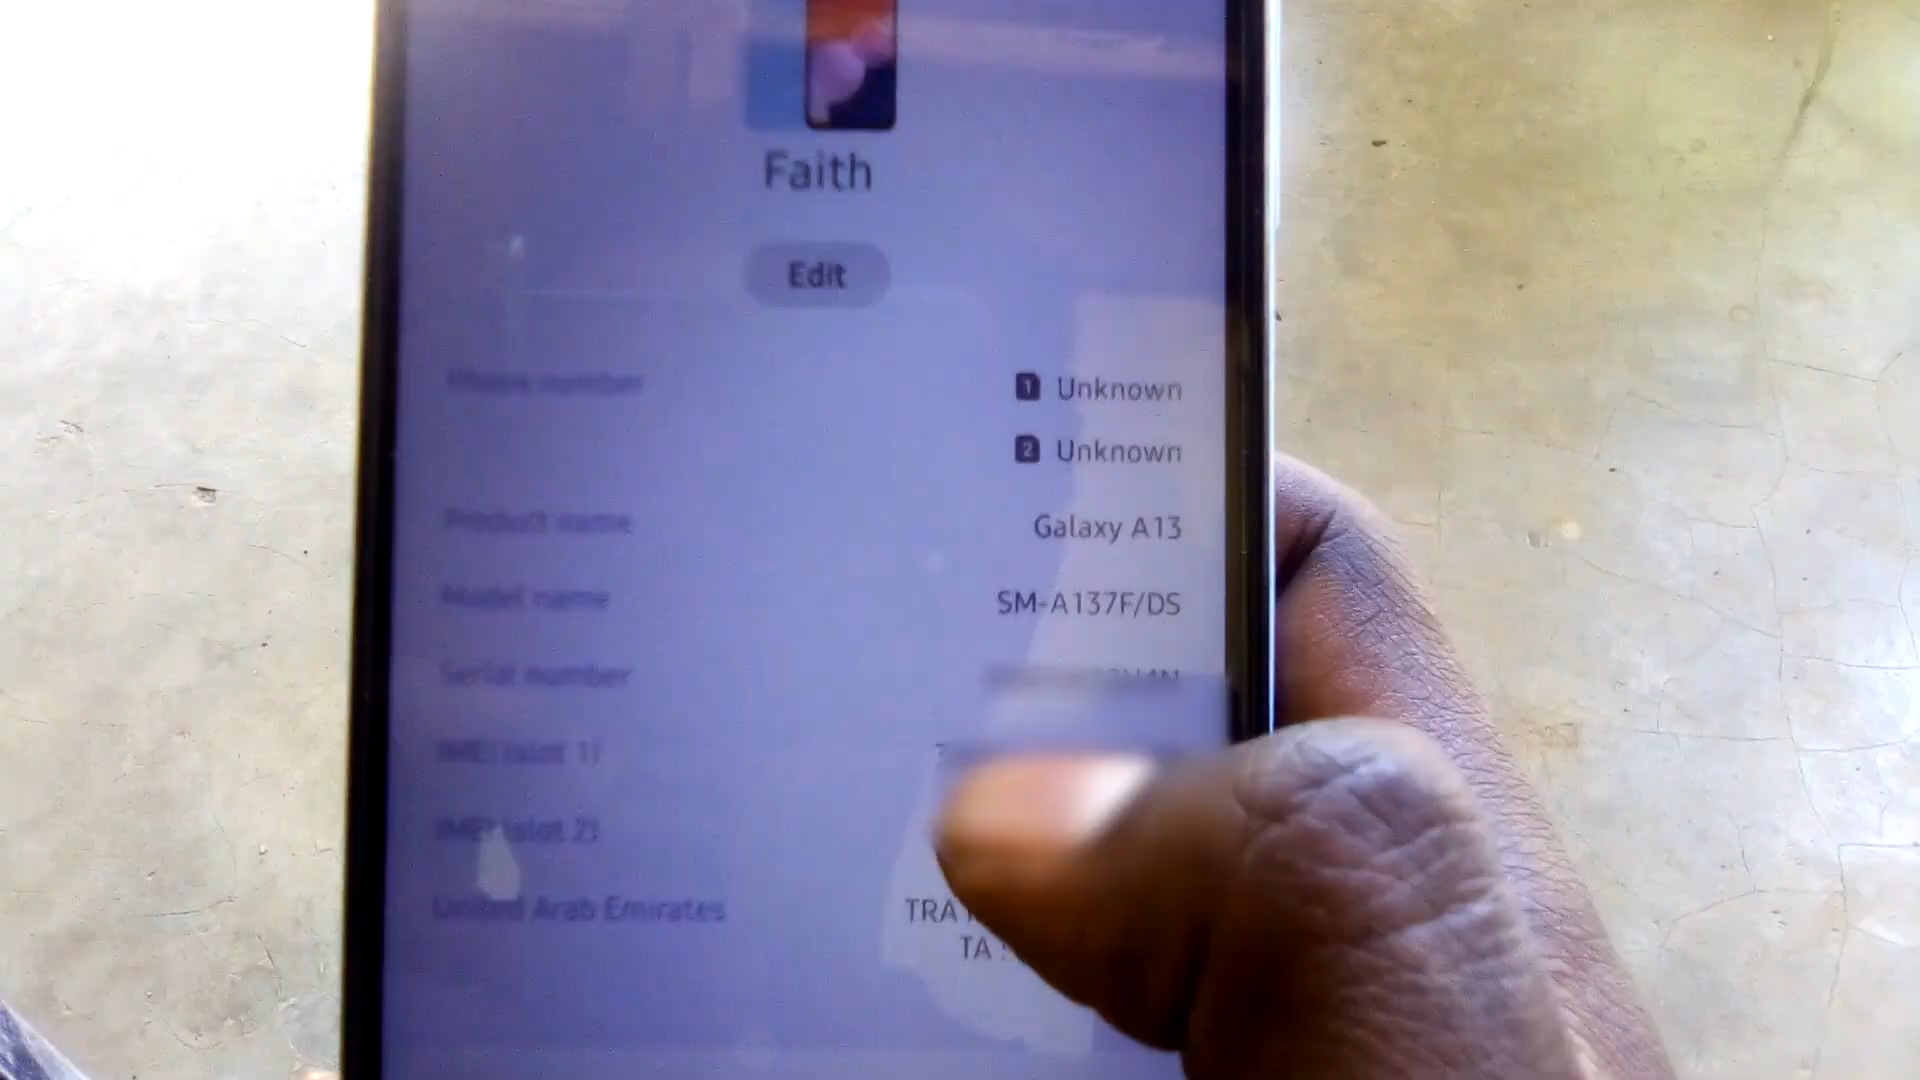 Faith
Edit
Phone number
1 Unknown
2 Unknown
Product name
Galaxy A13
Model name
SM-A137F/DS
Serial number
IMEI (slot 1)
IMEI (slot 2)
United Arab Emirates
TRA
TA